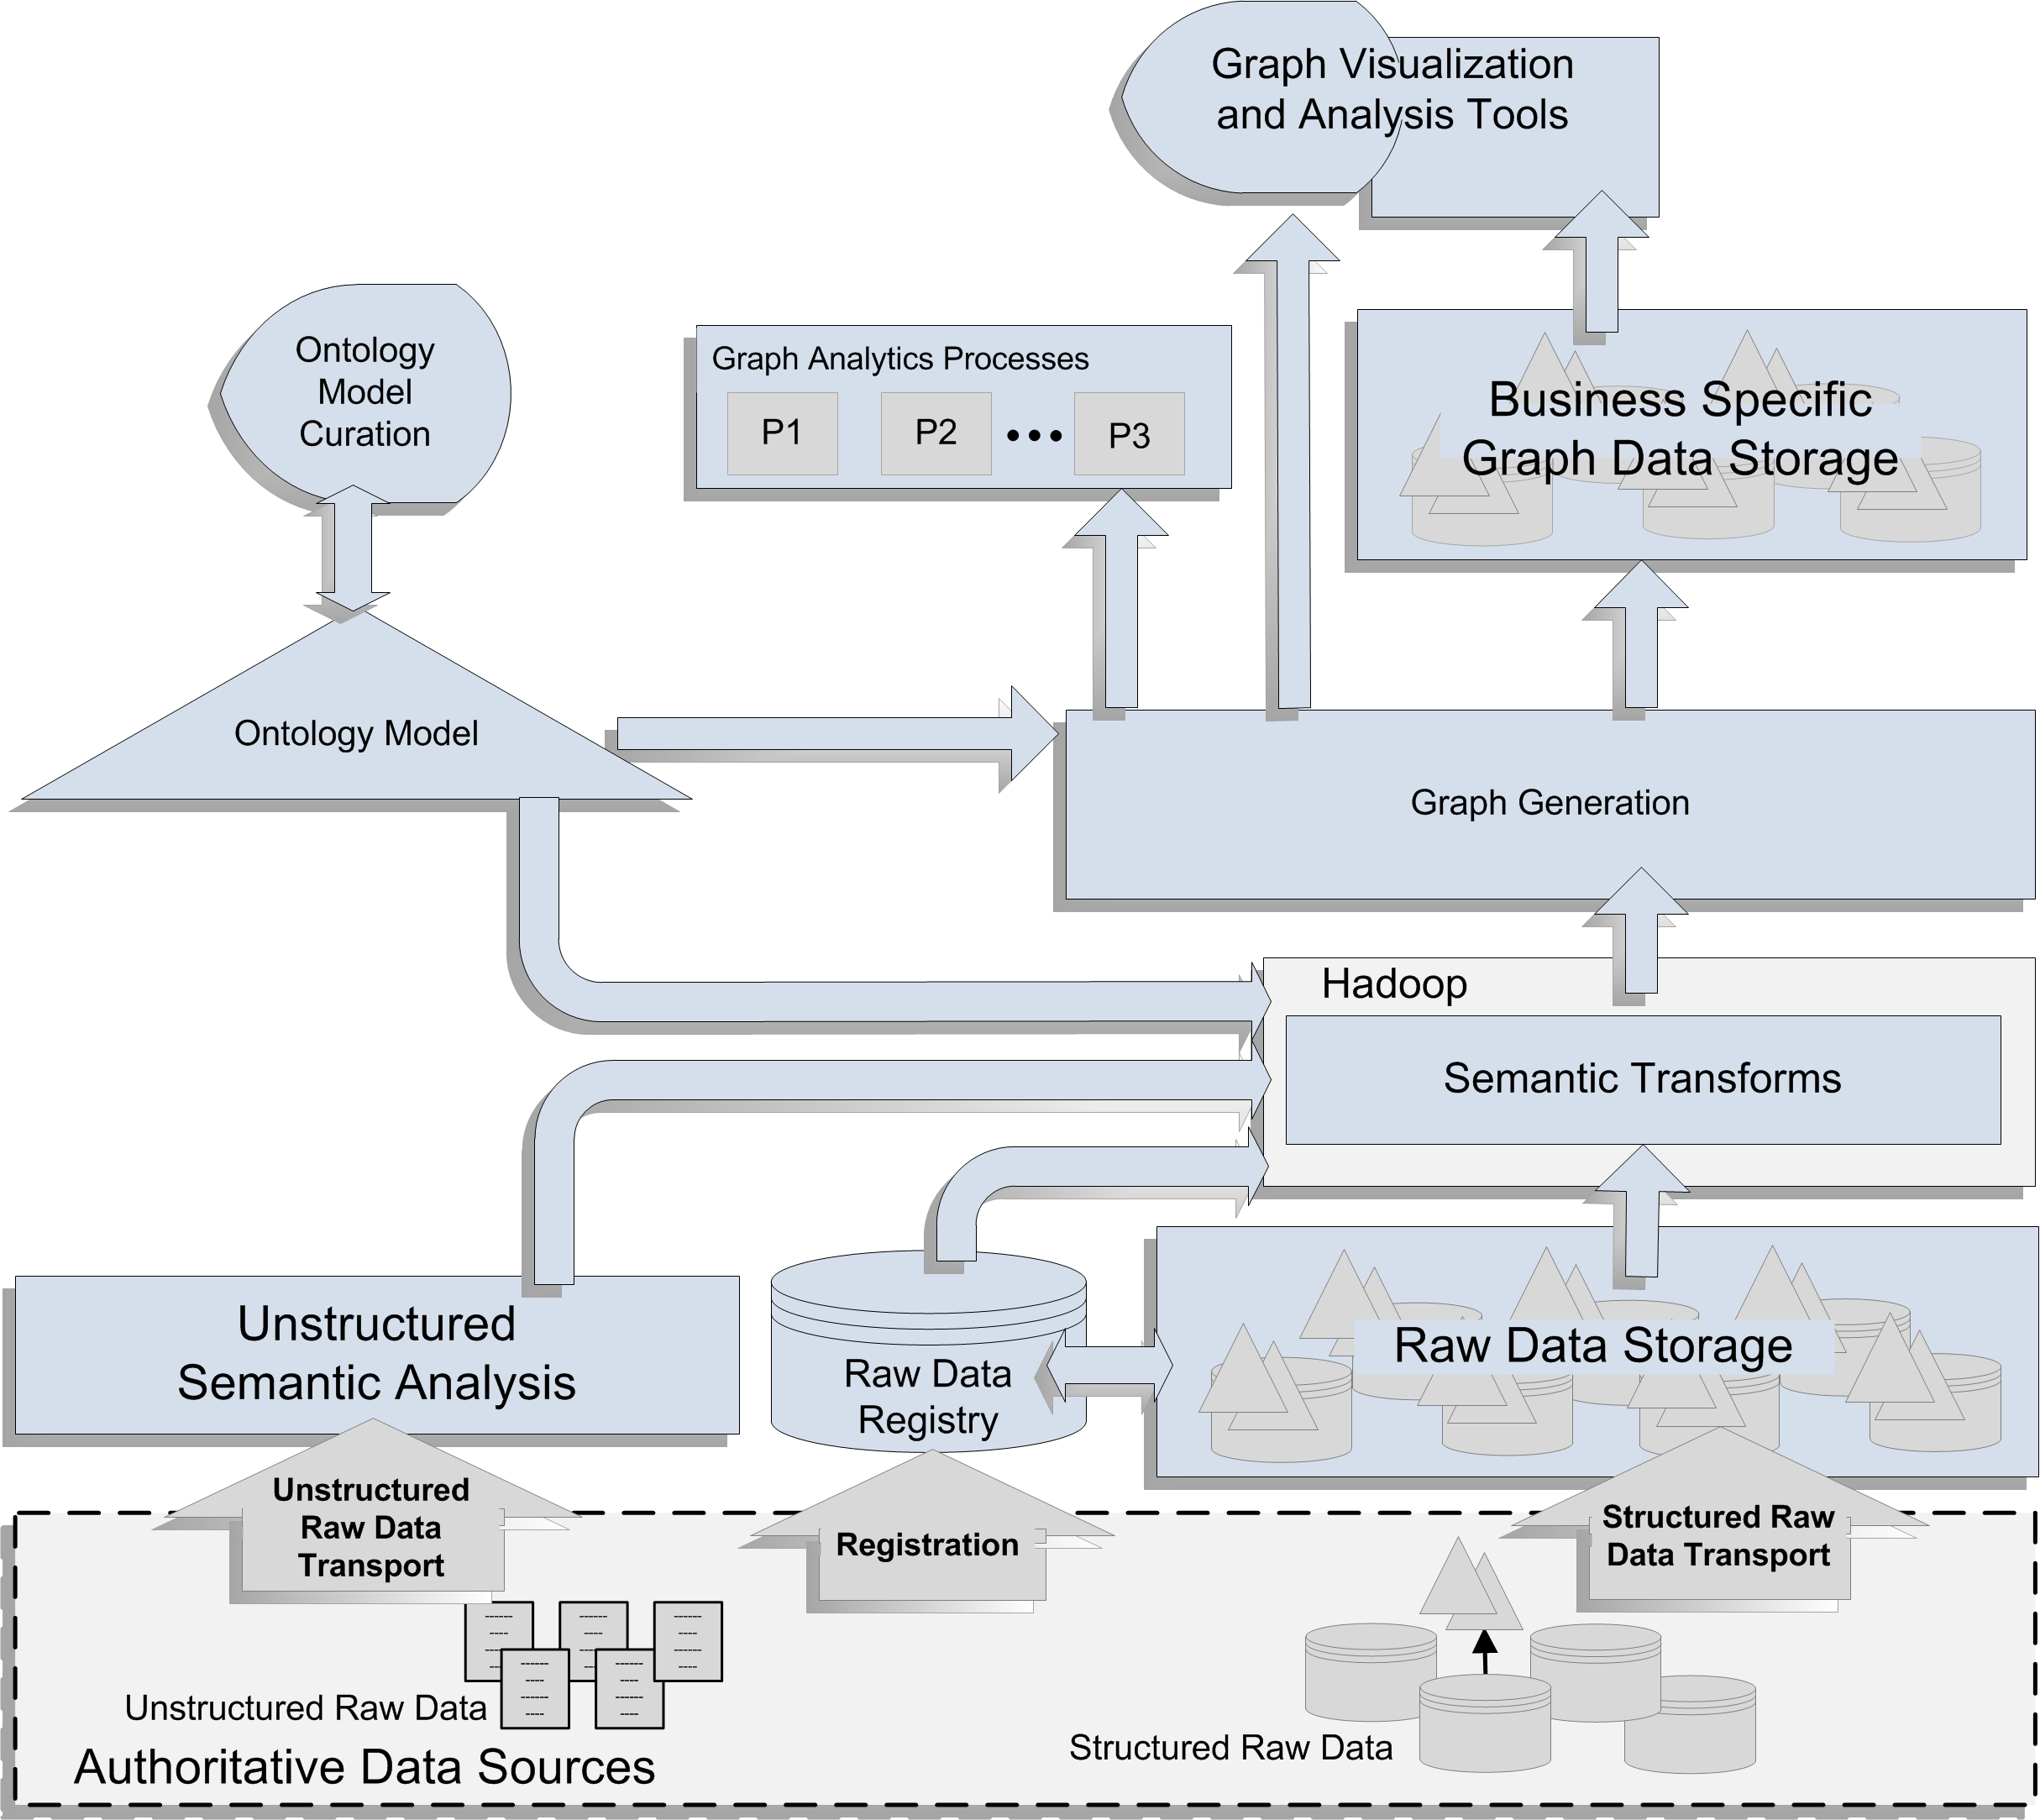 Graph Visualization
and Analysis Tools
Ontology
Model
Curation
Graph Analytics Processes
P1
P2
•••
P3
Business Specific
Graph Data Storage
Ontology Model
Graph Generation
Hadoop
Semantic Transforms
Unstructured
Semantic Analysis
Raw Data
Registry
Raw Data Storage
Unstructured
Raw Data
Transport
Registration
Structured Raw
Data Transport
Unstructured Raw Data
Structured Raw Data
Authoritative Data Sources